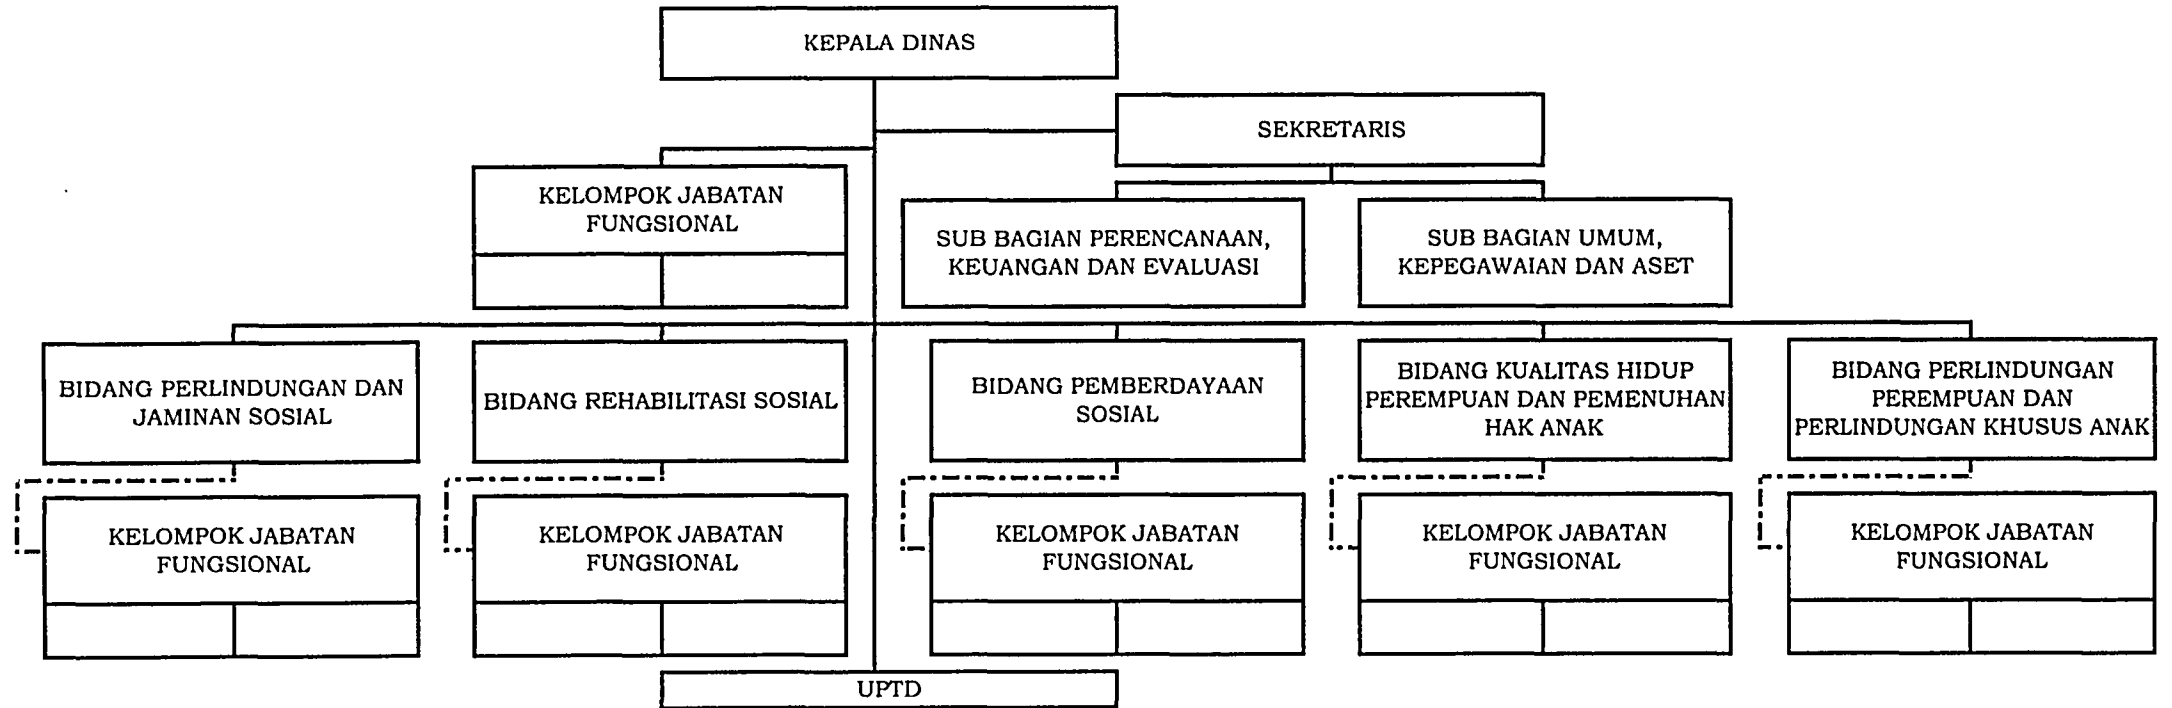 KEPALA DINAS
SEKRETARIS
KELOMPOK JABATAN
FUNGSIONAL
SUB BAGIAN PERENCANAAN,
KEUANGAN DAN EVALUASI
SUB BAGIAN UMUM,
KEPEGAWAIAN DAN ASET
BIDANG PERLINDUNGAN DAN
JAMINAN SOSIAL
BIDANG REHABILITASI SOSIAL
BIDANG PEMBERDAYAAN
SOSIAL
BIDANG KUALITAS HIDUP
PEREMPUAN DAN PEMENUHAN
HAK ANAK
BIDANG PERLINDUNGAN
PEREMPUAN DAN
PERLINDUNGAN KHUSUS ANAK
KELOMPOK JABATAN
FUNGSIONAL
KELOMPOK JABATAN
FUNGSIONAL
KELOMPOK JABATAN
FUNGSIONAL
KELOMPOK JABATAN
FUNGSIONAL
KELOMPOK JABATAN
FUNGSIONAL
UPTD